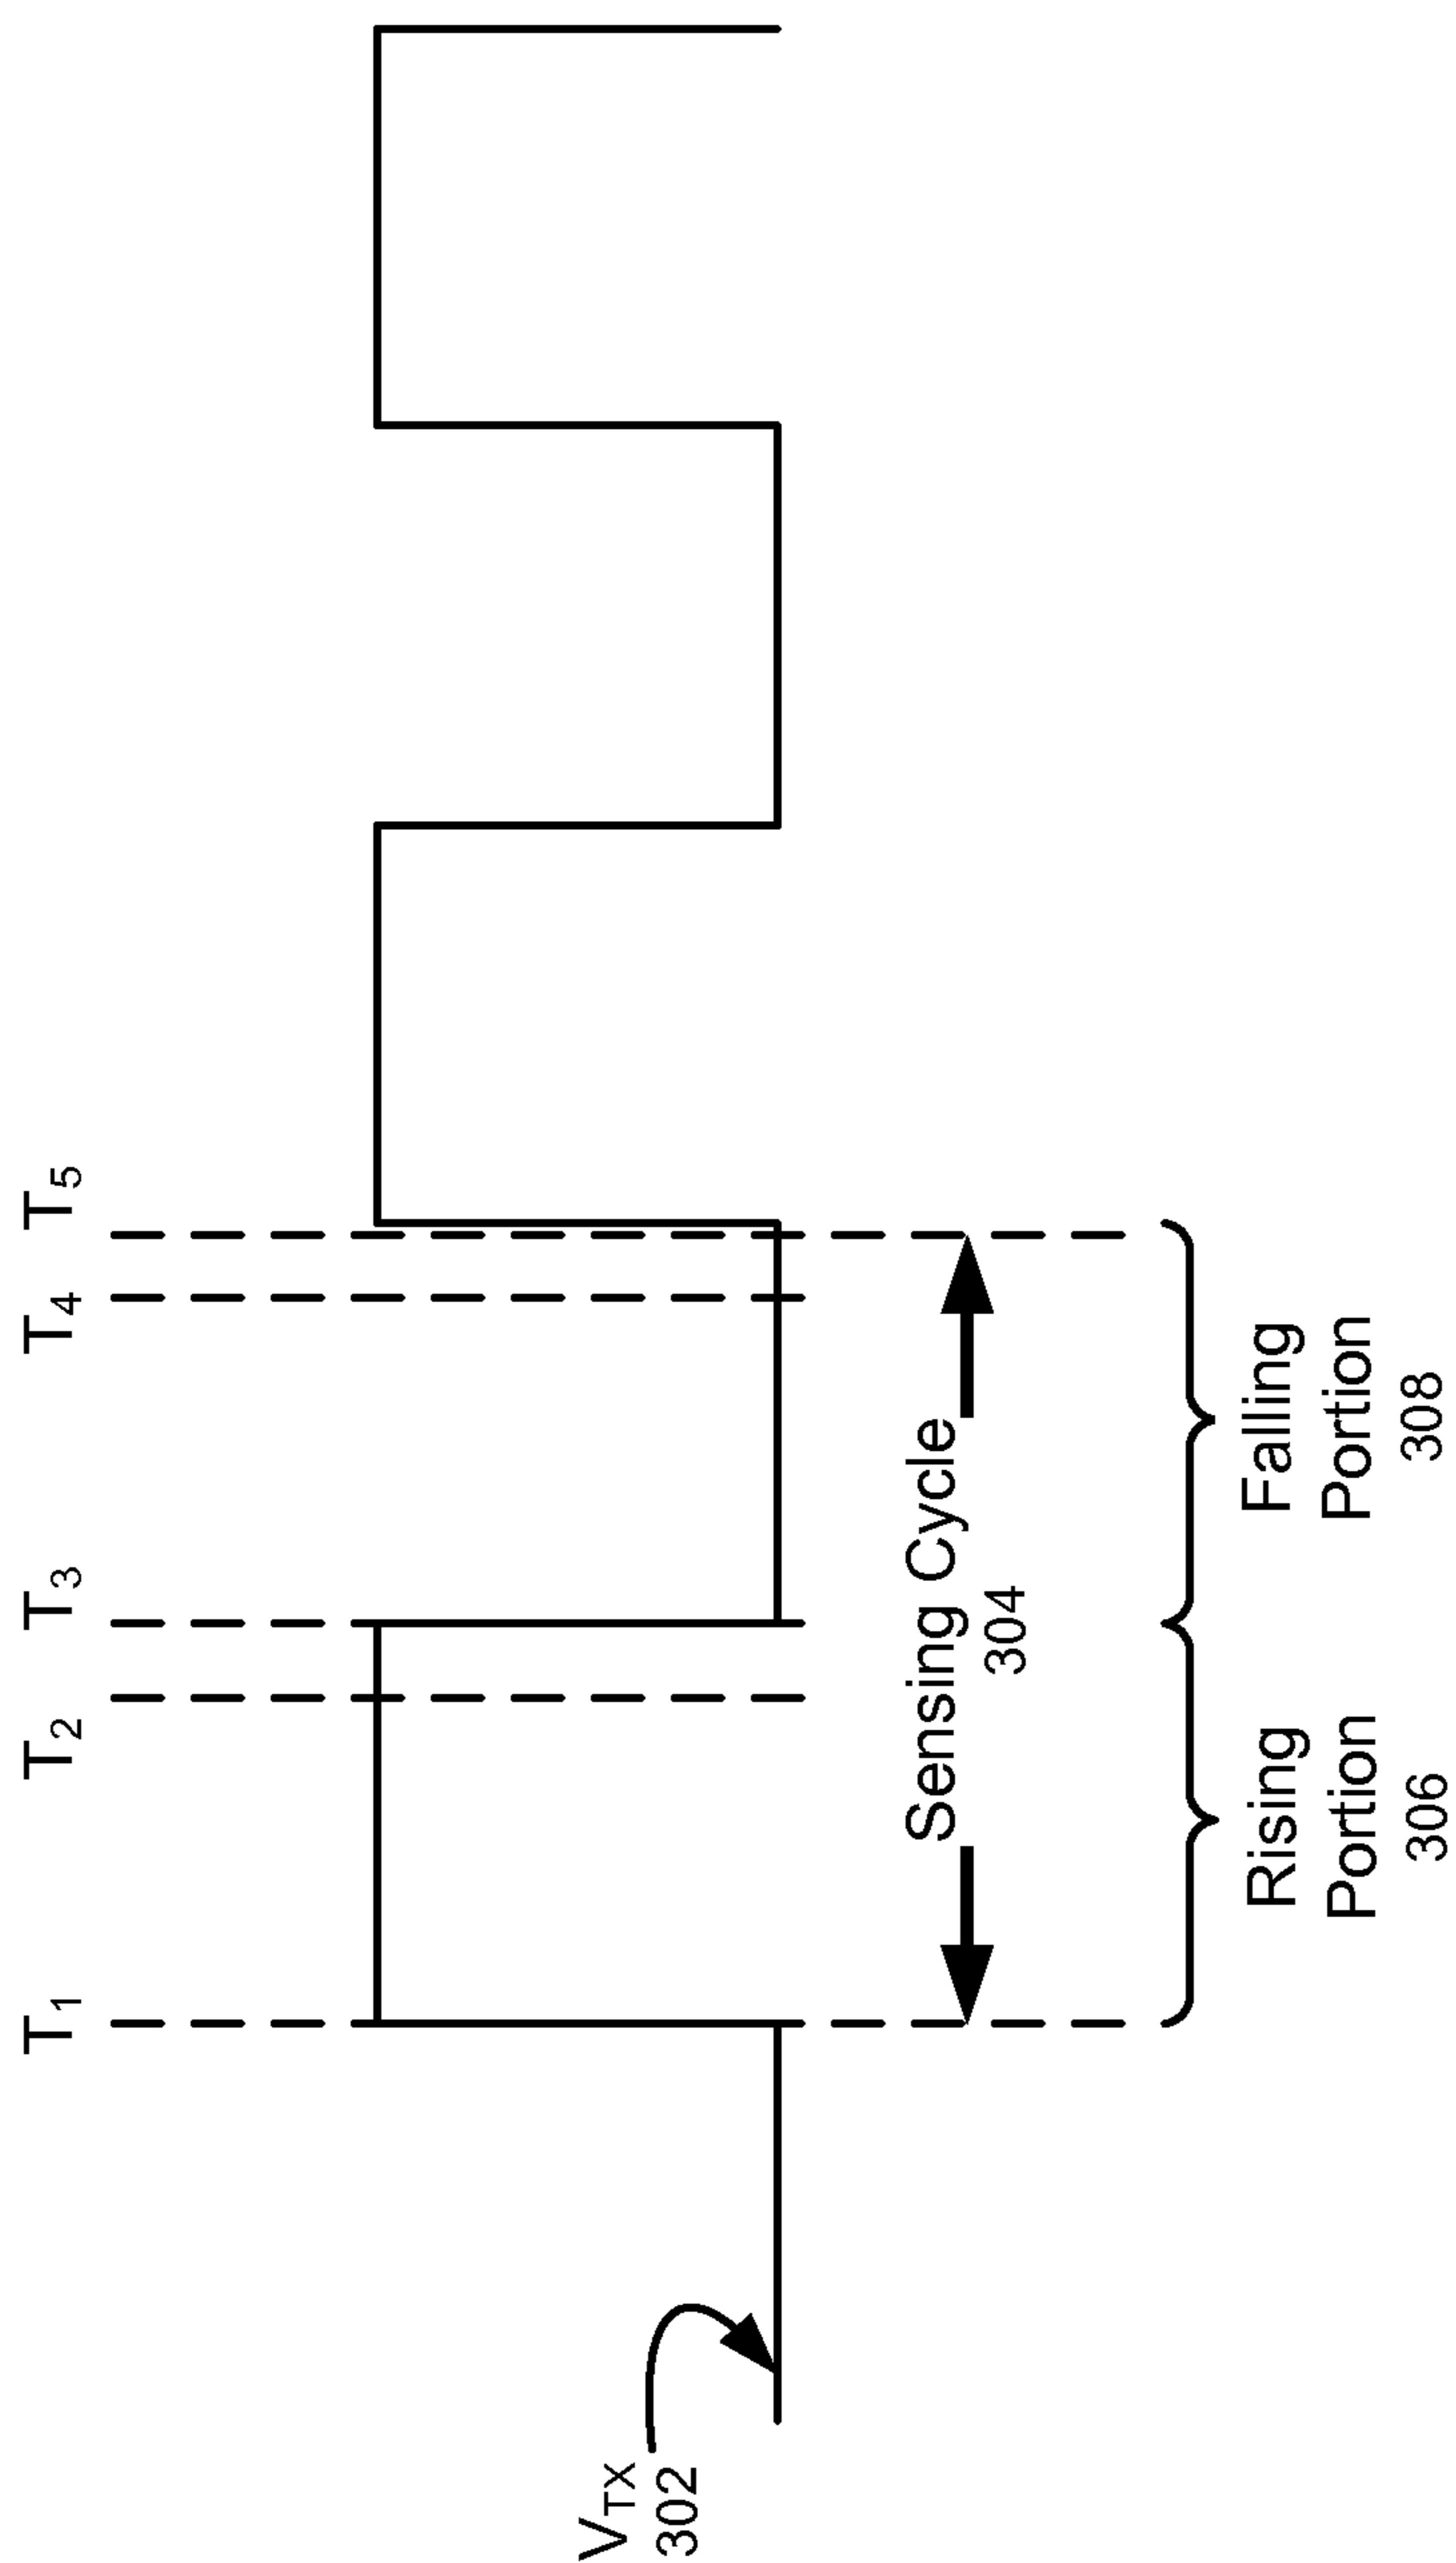 T1
T2
T3
T4
T5
VTX
302
Sensing Cycle
304
Rising
Portion
306
Falling
Portion
308